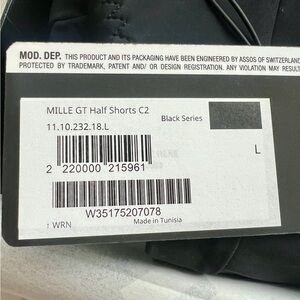 MOD. DEP. THIS PRODUCT AND ITS PACKAGING HAVE BEEN ENGINEERED BY ASSOS OF SWITZERLAND
PROTECTED BY TRADEMARK, PATENT AND/ OR DESIGN REGISTRATION. ANY VIOLATION MAY RESULT
MILLE GT Half Shorts C2
Black Series
11.10.232.18.L
L
2 220000 215961
W35175207078
↑ WRN
Made in Tunisia